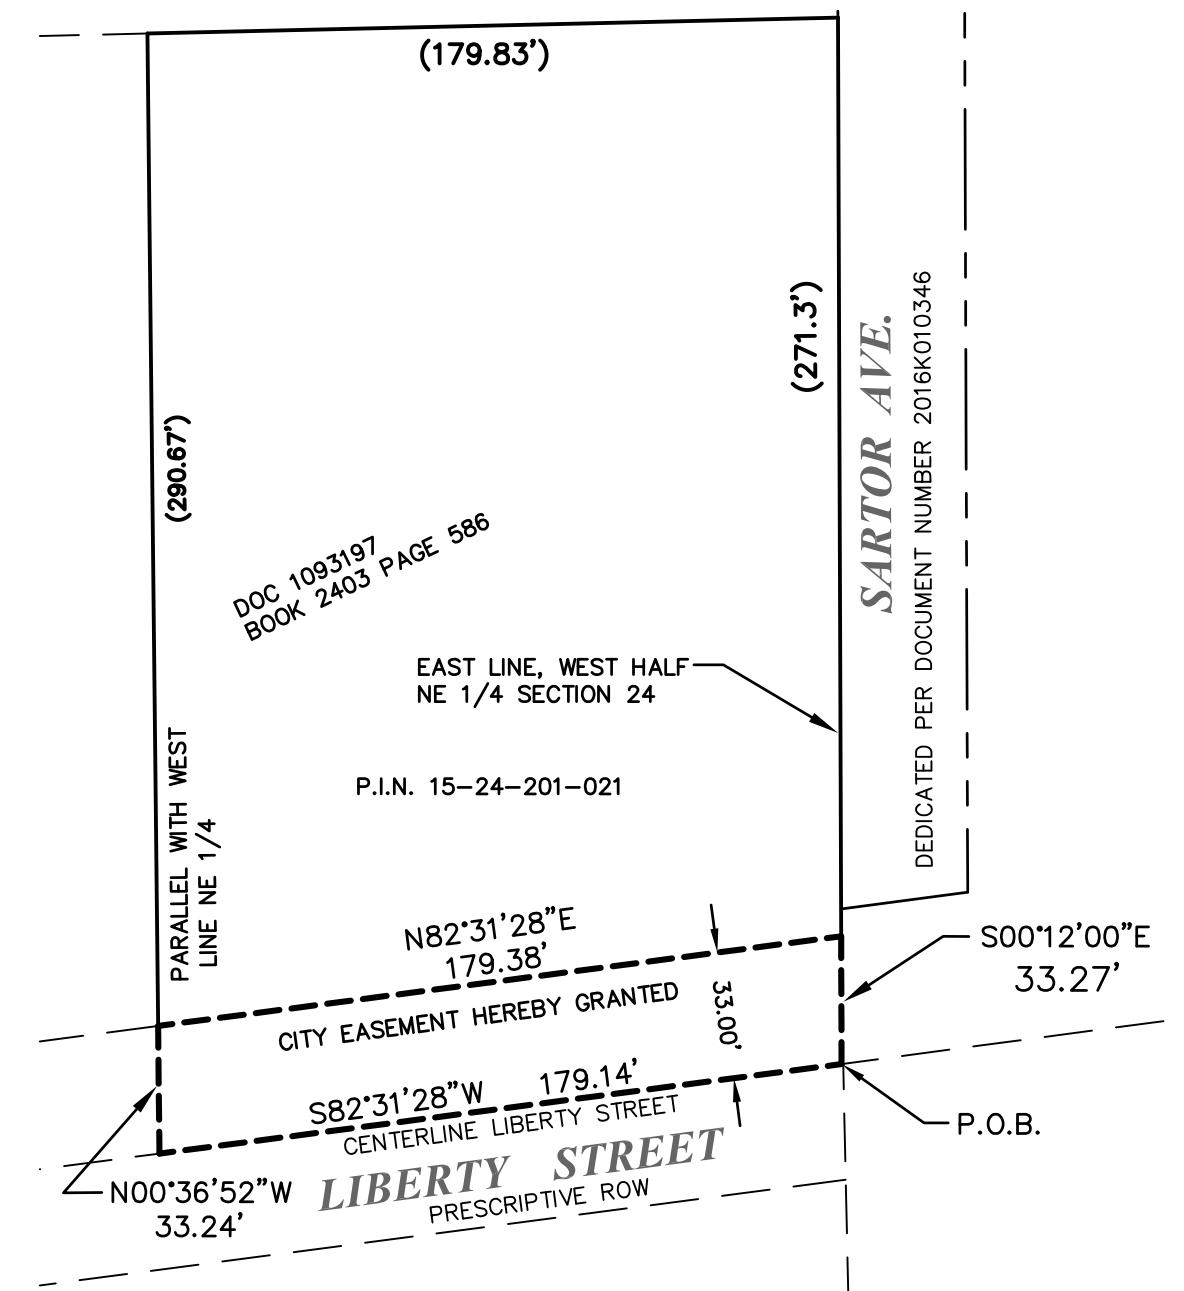 (179.83')
(271.3')
SARTOR AVE.
DEDICATED PER DOCUMENT NUMBER 2016K010346
(290.67')
DOC 1093197
BOOK 2403 PAGE 586
EAST LINE, WEST HALF
NE 1/4 SECTION 24
P.I.N. 15-24-201-021
PARALLEL WITH WEST
LINE NE 1/4
N82°31'28"E
179.38'
S00°12'00"E
33.27'
CITY EASEMENT HEREBY GRANTED
33.00'
S82°31'28"W 179.14'
CENTERLINE LIBERTY STREET
P.O.B.
N00°36'52"W
33.24'
LIBERTY STREET
PRESCRIPTIVE ROW